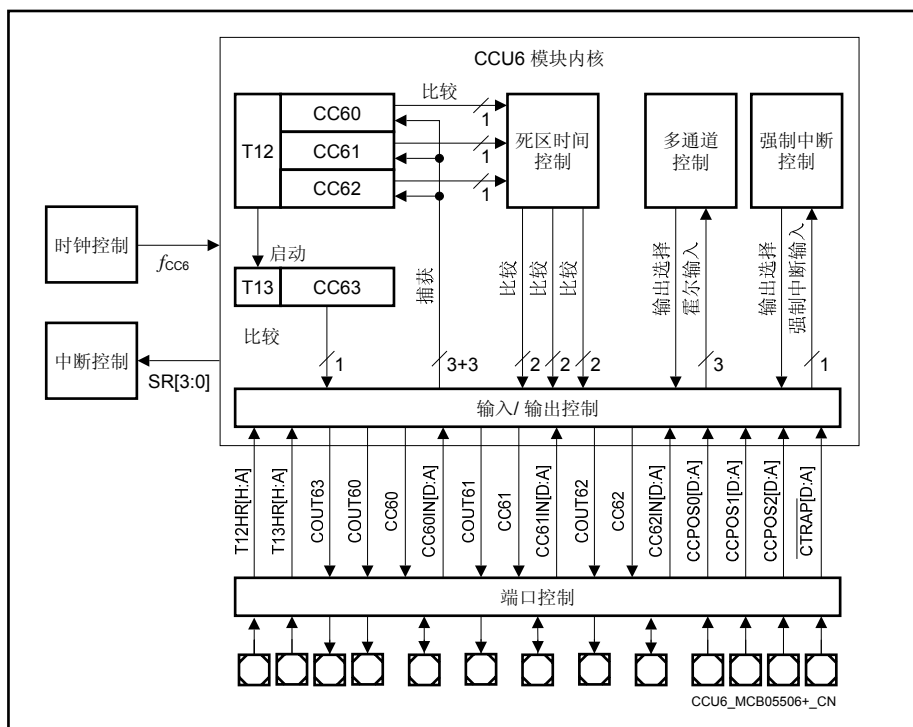 CCU6 模块内核
T12
CC60
CC61
CC62
比较
1
1
1
死区时间
控制
多通道
控制
强制中断
控制
时钟控制
fCC6
启动
T13
CC63
比较
1
捕获
3+3
比较
比较
比较
2
2
2
输出选择
霍尔输入
3
输出选择
强制中断输入
1
中断控制
SR[3:0]
输入/ 输出控制
T12HR[H:A]
T13HR[H:A]
COUT63
COUT60
CC60
CC60IN[D:A]
COUT61
CC61
CC61IN[D:A]
COUT62
CC62
CC62IN[D:A]
CCPOS0[D:A]
CCPOS1[D:A]
CCPOS2[D:A]
CTRAP[D:A]
端口控制
CCU6_MCB05506+_CN